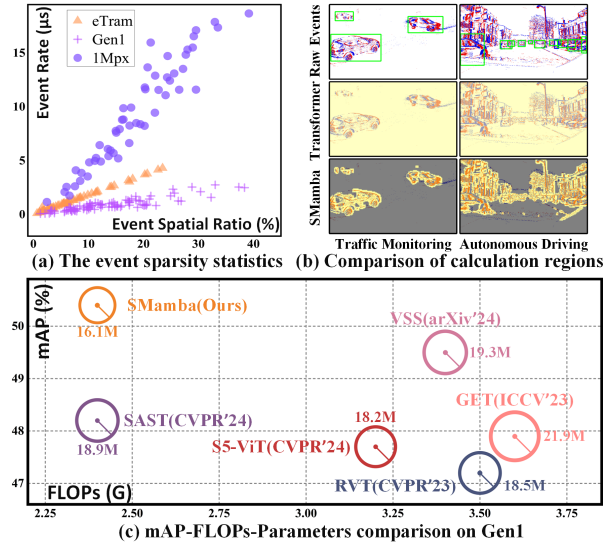 Event Rate (μs)
15
10
5
0
eTram
Gen1
1Mpx
0
10
20
30
40
Event Spatial Ratio (%)
(a) The event sparsity statistics
(b)
Raw Events
Transformer
SMamba
Traffic Monitoring
Autonomous Driving
Comparison of calculation regions
mAP (%)
50
49
48
47
SMamba(Ours)
16.1M
VSS(arXiv'24)
19.3M
SAST(CVPR'24)
18.9M
18.2M
S5-ViT(CVPR'24)
GET(ICCV'23)
21.9M
RVT(CVPR'23)
18.5M
FLOPs (G)
2.25
2.50
2.75
3.00
3.25
3.50
3.75
(c) mAP-FLOPs-Parameters comparison on Gen1